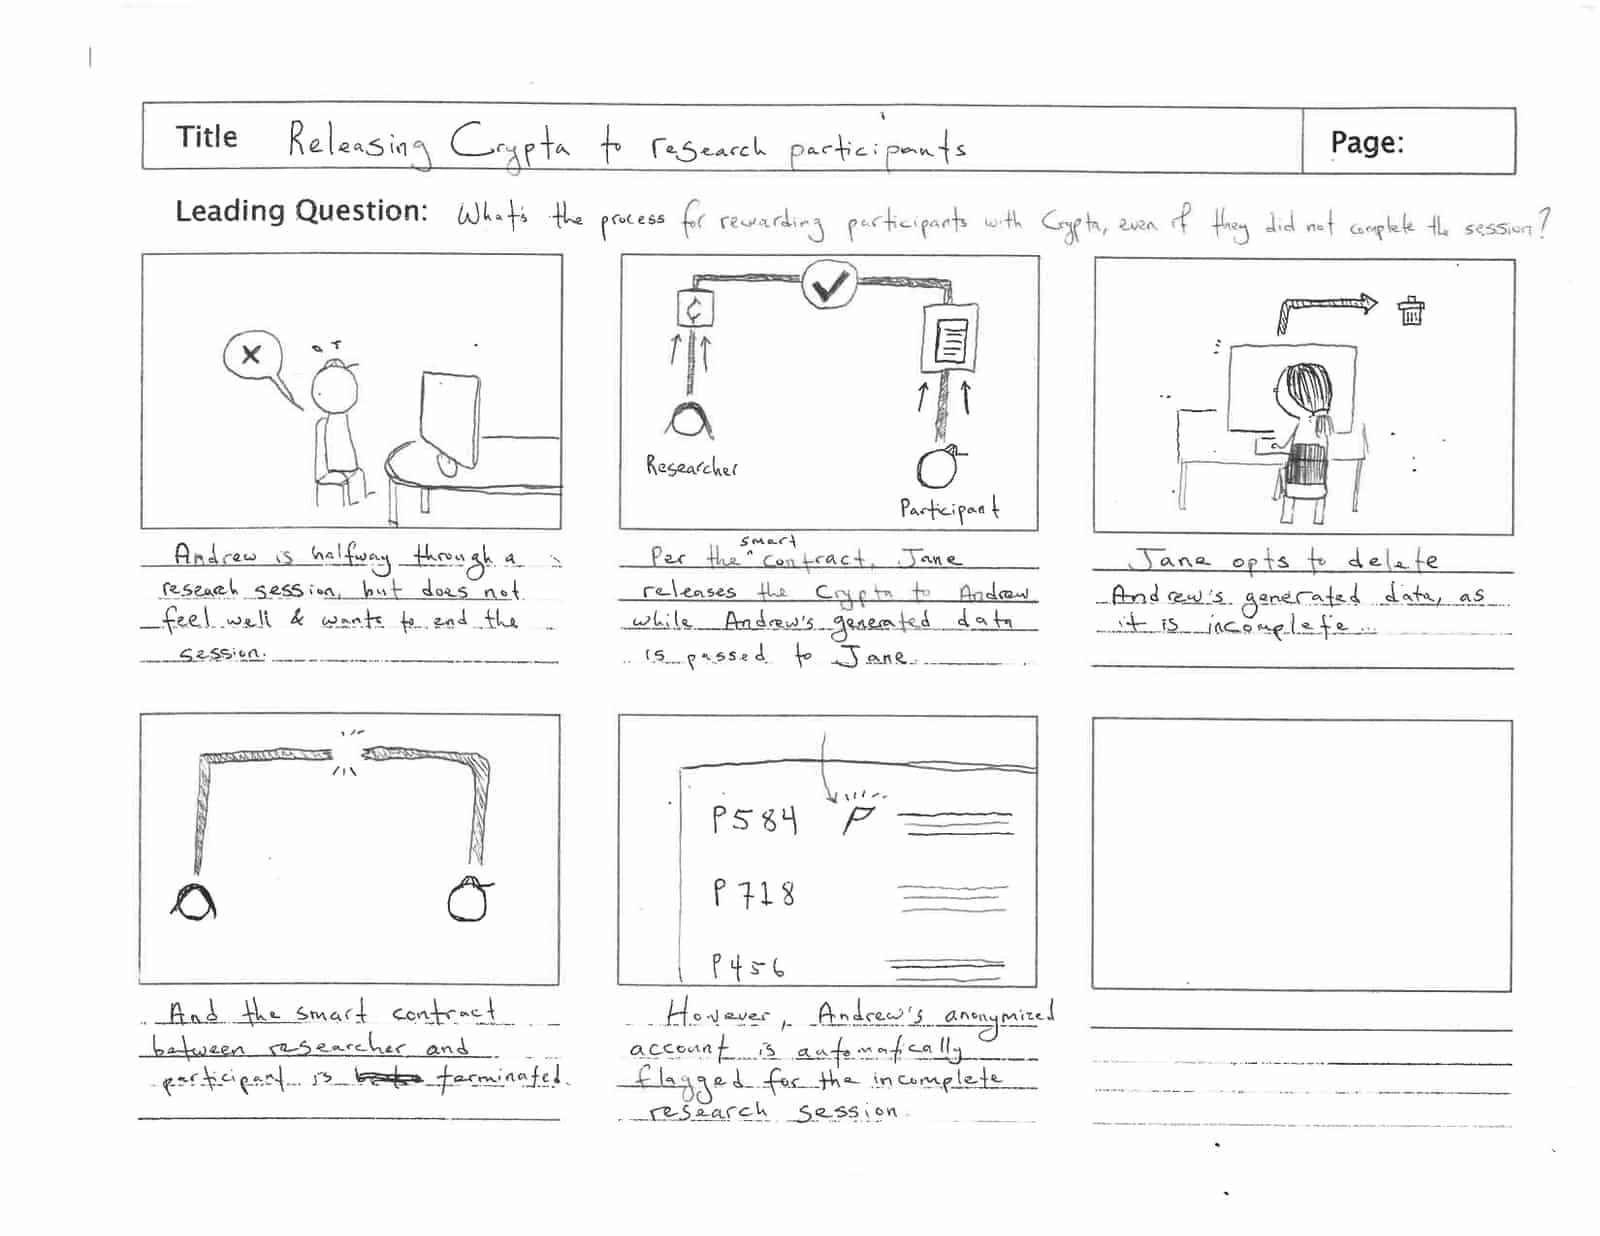 Title Releasing Crypta to research participants
Page:
Leading Question: What's the process for rewarding participants with Crypta, even if they did not complete the session?
X
¢
Researcher
Participant
Andrew is halfway through a
research session, but does not
feel well & wants to end the
session.
Per the smart contract, Jane
releases the Crypta to Andrew
while Andrew's generated data
is passed to Jane
Jane opts to delete
Andrew's generated data, as
it is incomplete
P584
P718
P456
And the smart contract
between researcher and
participant is terminated.
However, Andrew's anonymized
account is automatically
flagged for the incomplete
research session.